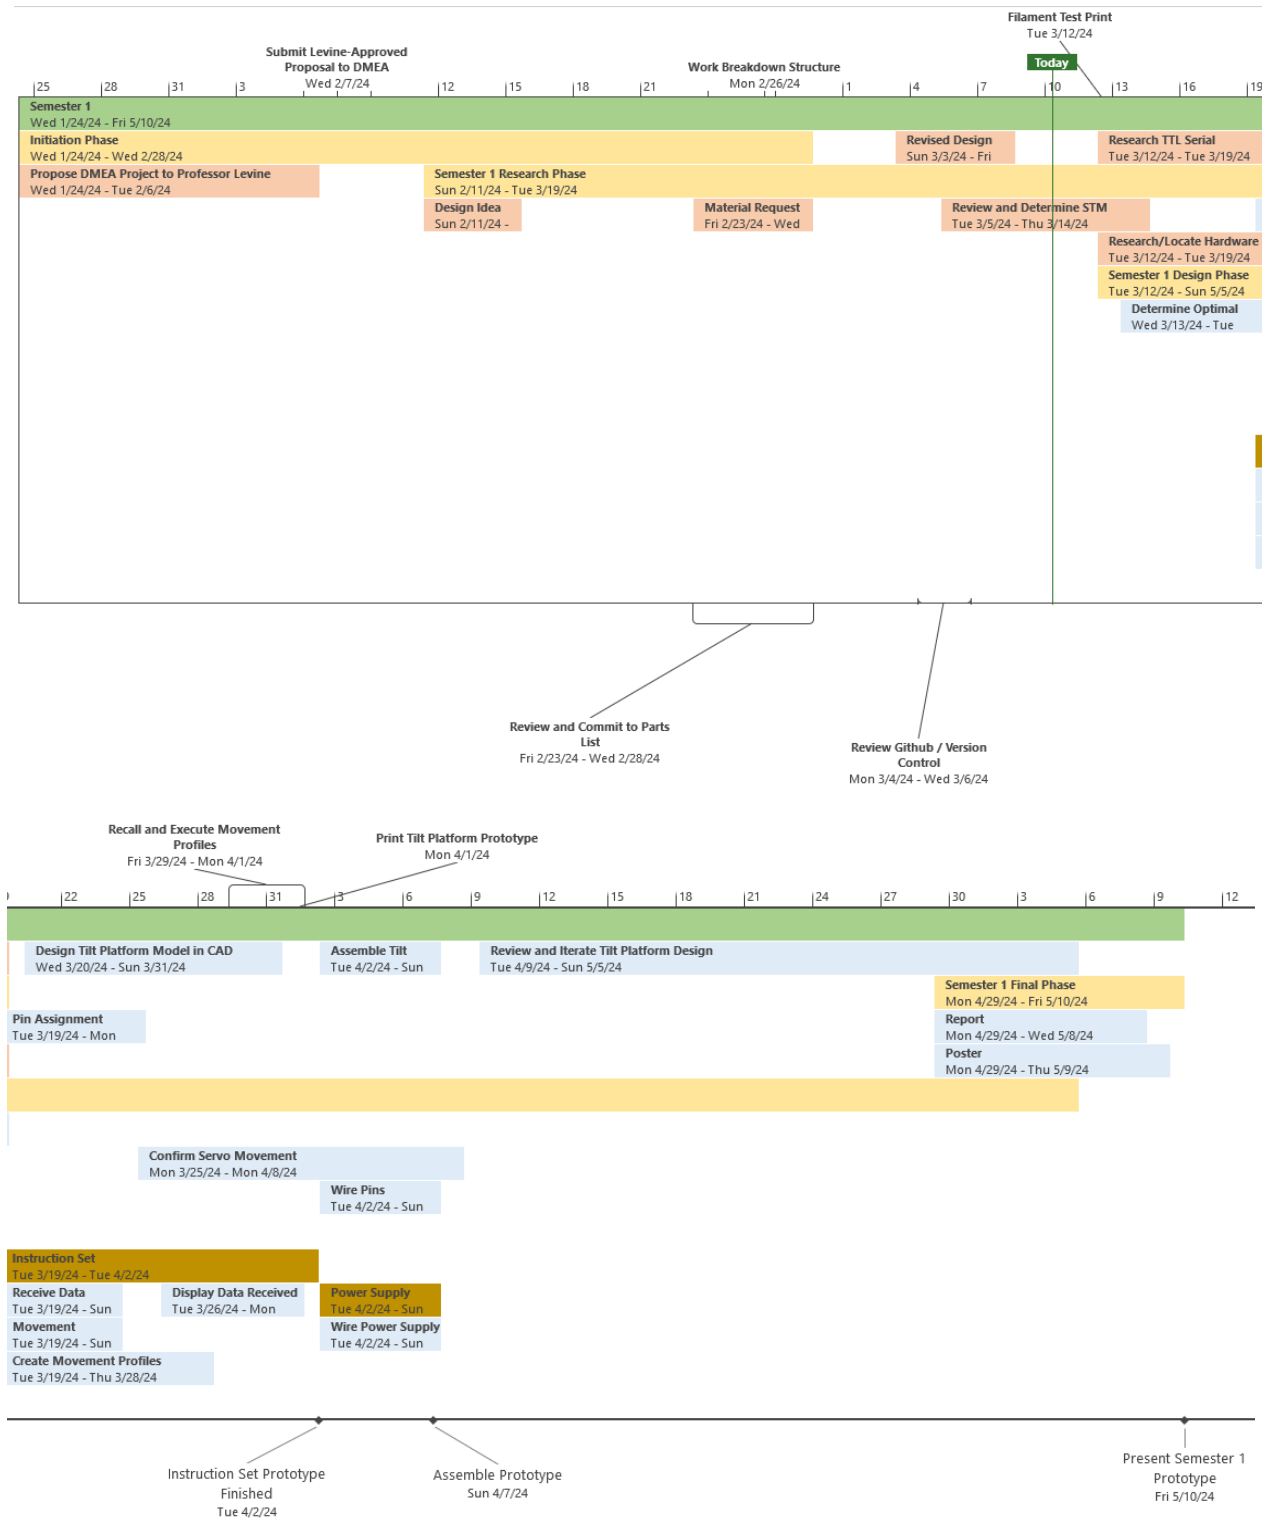 Filament Test Print
Tue 3/12/24
Submit Levine-Approved
Proposal to DMEA
Wed 2/7/24
Work Breakdown Structure
Mon 2/26/24
Today
25 28 31 3 12 15 18 21 1 4 7 10 13 16 19
Semester 1
Wed 1/24/24 - Fri 5/10/24
Initiation Phase
Wed 1/24/24 - Wed 2/28/24
Revised Design
Sun 3/3/24 - Fri
Research TTL Serial
Tue 3/12/24 - Tue 3/19/24
Propose DMEA Project to Professor Levine
Wed 1/24/24 - Tue 2/6/24
Semester 1 Research Phase
Sun 2/11/24 - Tue 3/19/24
Design Idea
Sun 2/11/24 -
Material Request
Fri 2/23/24 - Wed
Review and Determine STM
Tue 3/5/24 - Thu 3/14/24
Research/Locate Hardware
Tue 3/12/24 - Tue 3/19/24
Semester 1 Design Phase
Tue 3/12/24 - Sun 5/5/24
Determine Optimal
Wed 3/13/24 - Tue
Review and Commit to Parts
List
Fri 2/23/24 - Wed 2/28/24
Review Github / Version
Control
Mon 3/4/24 - Wed 3/6/24
Recall and Execute Movement
Profiles
Fri 3/29/24 - Mon 4/1/24
Print Tilt Platform Prototype
Mon 4/1/24
22 25 28 31 3 6 9 12 15 18 21 24 27 30 3 6 9 12
Design Tilt Platform Model in CAD
Wed 3/20/24 - Sun 3/31/24
Assemble Tilt
Tue 4/2/24 - Sun
Review and Iterate Tilt Platform Design
Tue 4/9/24 - Sun 5/5/24
Semester 1 Final Phase
Mon 4/29/24 - Fri 5/10/24
Pin Assignment
Tue 3/19/24 - Mon
Report
Mon 4/29/24 - Wed 5/8/24
Poster
Mon 4/29/24 - Thu 5/9/24
Confirm Servo Movement
Mon 3/25/24 - Mon 4/8/24
Wire Pins
Tue 4/2/24 - Sun
Instruction Set
Tue 3/19/24 - Tue 4/2/24
Receive Data
Tue 3/19/24 - Sun
Display Data Received
Tue 3/26/24 - Mon
Power Supply
Tue 4/2/24 - Sun
Movement
Tue 3/19/24 - Sun
Wire Power Supply
Tue 4/2/24 - Sun
Create Movement Profiles
Tue 3/19/24 - Thu 3/28/24
Instruction Set Prototype
Finished
Tue 4/2/24
Assemble Prototype
Sun 4/7/24
Present Semester 1
Prototype
Fri 5/10/24